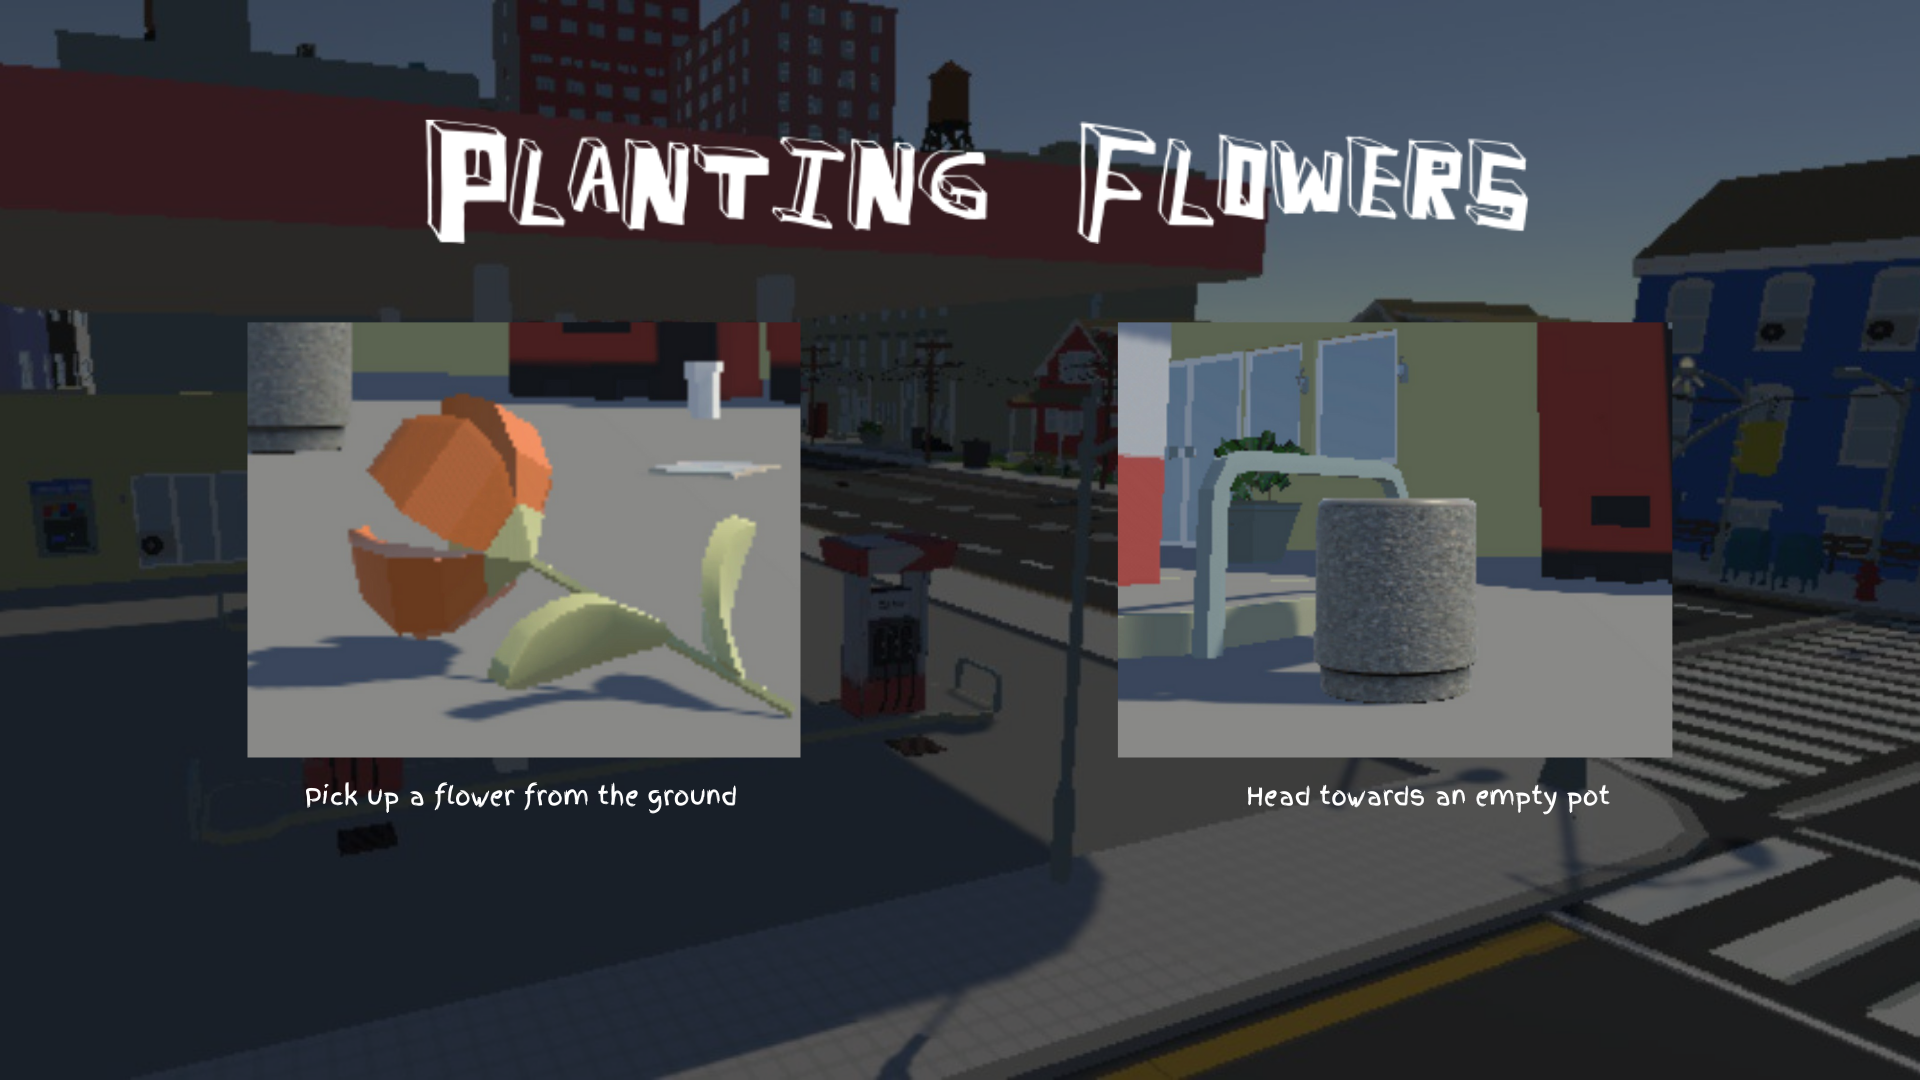 Planting Flowers
Pick up a flower from the ground
Head towards an empty pot